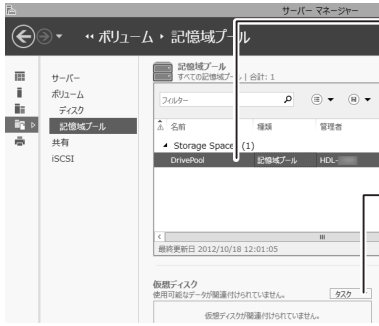 サーバー マネージャー
ボリューム ・ 記憶域プール
サーバー
ボリューム
ディスク
記憶域プール
共有
iSCSI
記憶域プール
すべての記憶域プール | 合計: 1
フィルター
名前 種類 管理者
Storage Spaces (1)
DrivePool 記憶域プール HDL-
最終更新日 2012/10/18 12:01:05
仮想ディスク
使用可能なデータが関連付けられていません。
タスク
仮想ディスクが関連付けられていません。